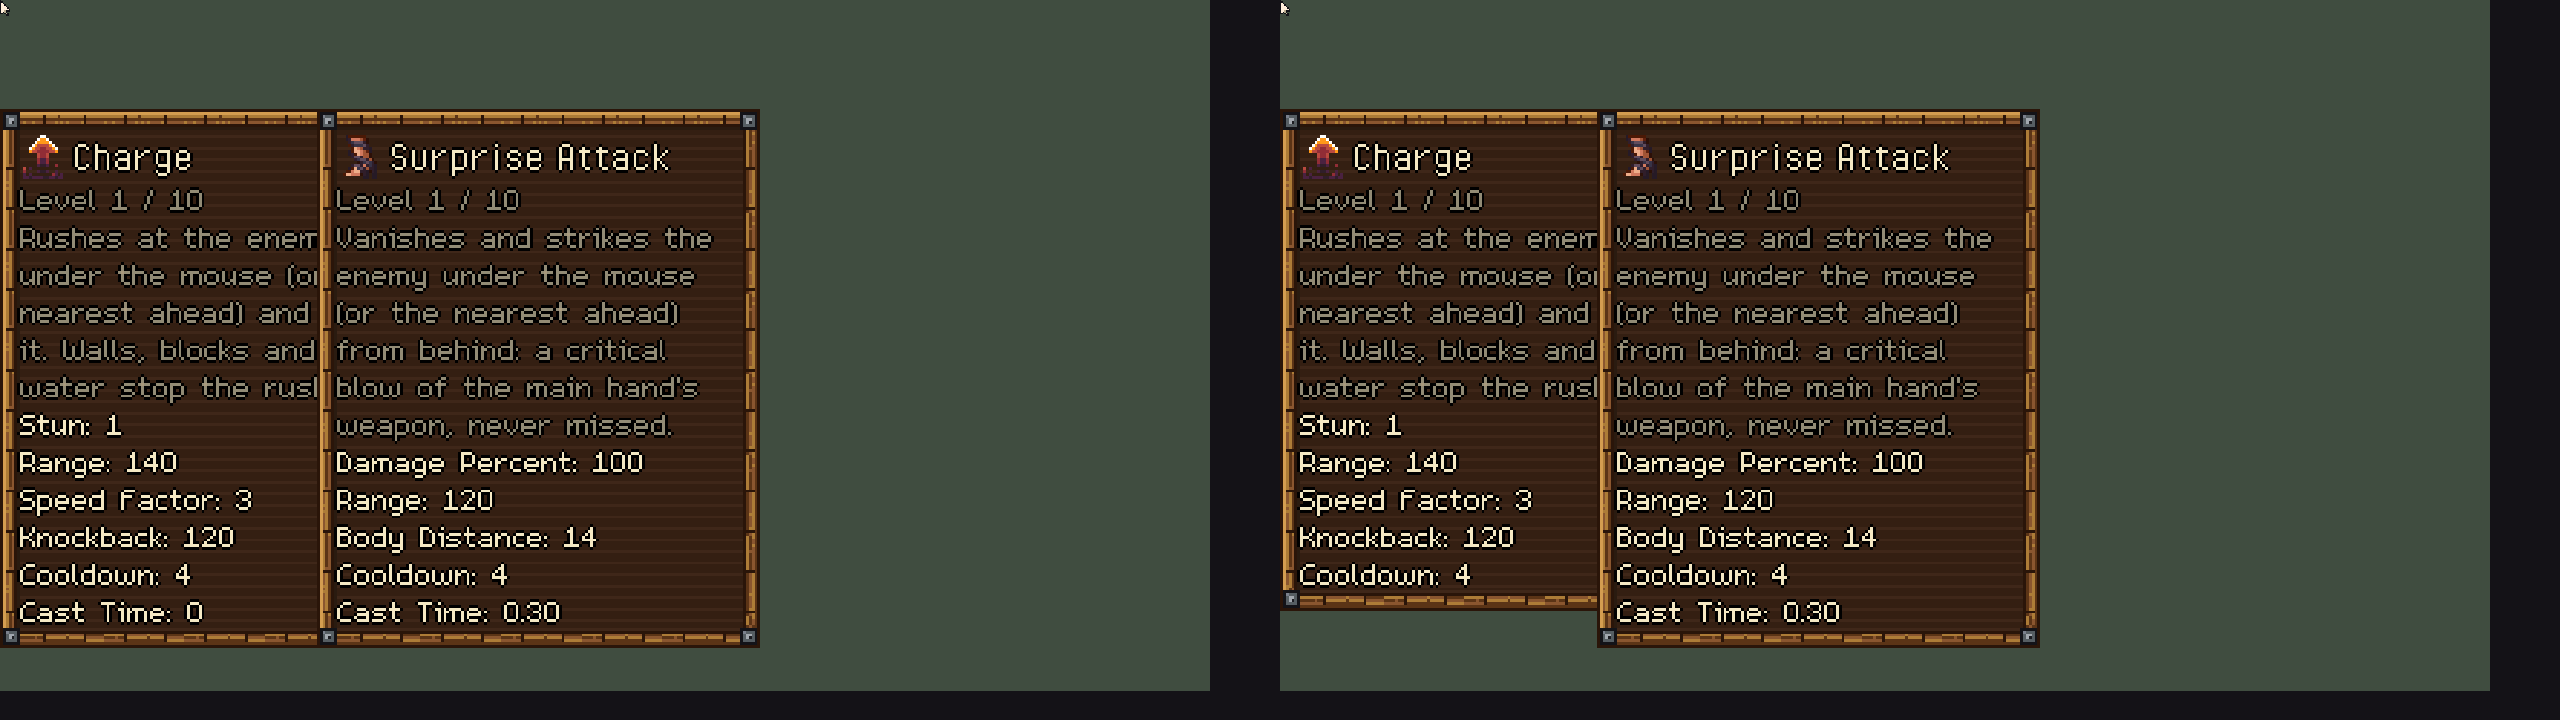 Charge
Level 1 / 10
Rushes at the
under the mouse
nearest ahead) and
it. Walls, blocks and
water stop the
Stun: 1
Range: 140
Speed Factor: 3
Knockback: 120
Cooldown: 4
Cast Time: 0
Surprise Attack
Level 1 / 10
Vanishes and strikes the
enemy under the mouse
(or the nearest ahead)
from behind: a critical
blow of the main hand's
weapon, never missed.
Damage Percent: 100
Range: 120
Body Distance: 14
Cooldown: 4
Cast Time: 0.30
Charge
Level 1 / 10
Rushes at the
under the mouse
nearest ahead) and
it. Walls, blocks and
water stop the
Stun: 1
Range: 140
Speed Factor: 3
Knockback: 120
Cooldown: 4
Surprise Attack
Level 1 / 10
Vanishes and strikes the
enemy under the mouse
(or the nearest ahead)
from behind: a critical
blow of the main hand's
weapon, never missed.
Damage Percent: 100
Range: 120
Body Distance: 14
Cooldown: 4
Cast Time: 0.30